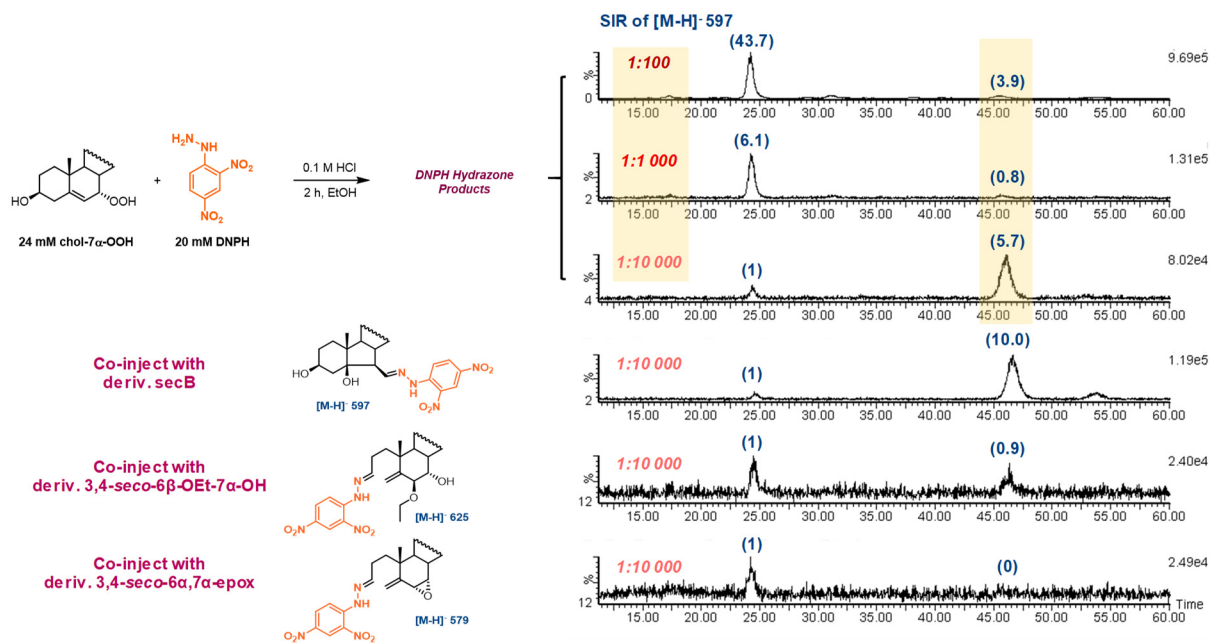 SIR of [M-H]- 597
(43.7)
1:100
(3.9)
9.69e5
%
0
15.00 20.00 25.00 30.00 35.00 40.00 45.00 50.00 55.00 60.00
(6.1)
1:1 000
(0.8)
1.31e5
%
2
15.00 20.00 25.00 30.00 35.00 40.00 45.00 50.00 55.00 60.00
(5.7)
1:10 000
(1)
8.02e4
%
4
15.00 20.00 25.00 30.00 35.00 40.00 45.00 50.00 55.00 60.00
H2N
NH
NO2
NO2
HO
OOH
+
0.1 M HCl
2 h, EtOH
DNPH Hydrazone
Products
24 mM chol-7α-OOH
20 mM DNPH
Co-inject with
deriv. secB
HO
OH
N
NH
O2N
NO2
[M-H]- 597
(10.0)
1:10 000
(1)
1.19e5
%
2
15.00 20.00 25.00 30.00 35.00 40.00 45.00 50.00 55.00 60.00
Co-inject with
deriv. 3,4-seco-6β-OEt-7α-OH
N
NH
O
OH
O2N
NO2
[M-H]- 625
1:10 000
(1)
(0.9)
2.40e4
%
12
15.00 20.00 25.00 30.00 35.00 40.00 45.00 50.00 55.00 60.00
Co-inject with
deriv. 3,4-seco-6α,7α-epox
N
NH
O
O2N
NO2
[M-H]- 579
1:10 000
(1)
(0)
2.49e4
%
12
Time
15.00 20.00 25.00 30.00 35.00 40.00 45.00 50.00 55.00 60.00